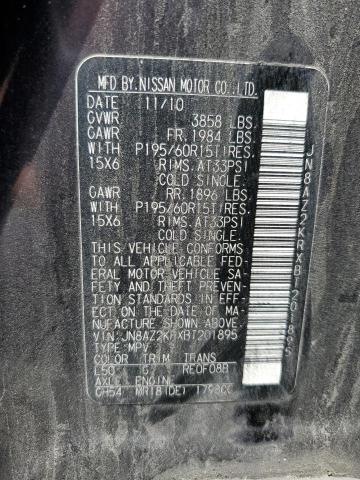 MFD.BY.NISSAN MOTOR CO.,LTD.
DATE 11/10
GVWR 3858 LBS.
GAWR FR.1984 LBS.
WITH P195/60R15TIRES.
15X6 RIMS.AT33PSI
COLD SINGLE.
GAWR RR.1896 LBS.
WITH P195/60R15TIRES.
15X6 RIMS.AT33PSI
COLD SINGLE.
THIS VEHICLE CONFORMS
TO ALL APPLICABLE FED-
ERAL MOTOR VEHICLE SA-
FETY AND THEFT PREVEN-
TION STANDARDS IN EFF-
ECT ON THE DATE OF MA-
NUFACTURE SHOWN ABOVE.
VIN:JN8AZ2KRXBT201895
TYPE:MPV
COLOR TRIM TRANS
L50 G RE0F08B
AXLE ENGINE
GH54 MR18(DE) 1798CC
JN8AZ2KRXBT201895